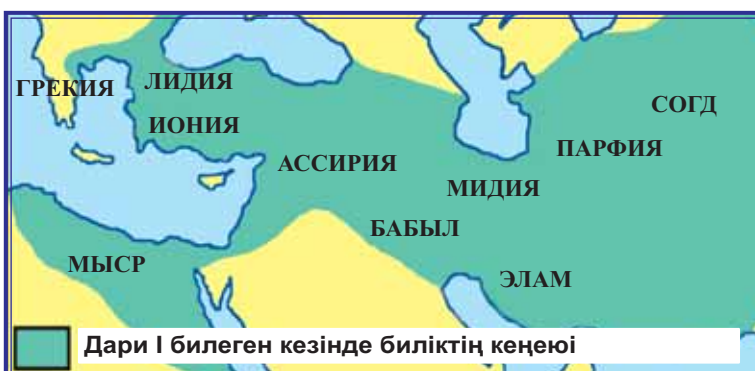 ГРЕКИЯ
ЛИДИЯ
ИОНИЯ
СОГД
ПАРФИЯ
АССИРИЯ
МИДИЯ
БАБЫЛ
МЫСР
ЭЛАМ
Дари I билеген кезінде биліктің кеңеюі